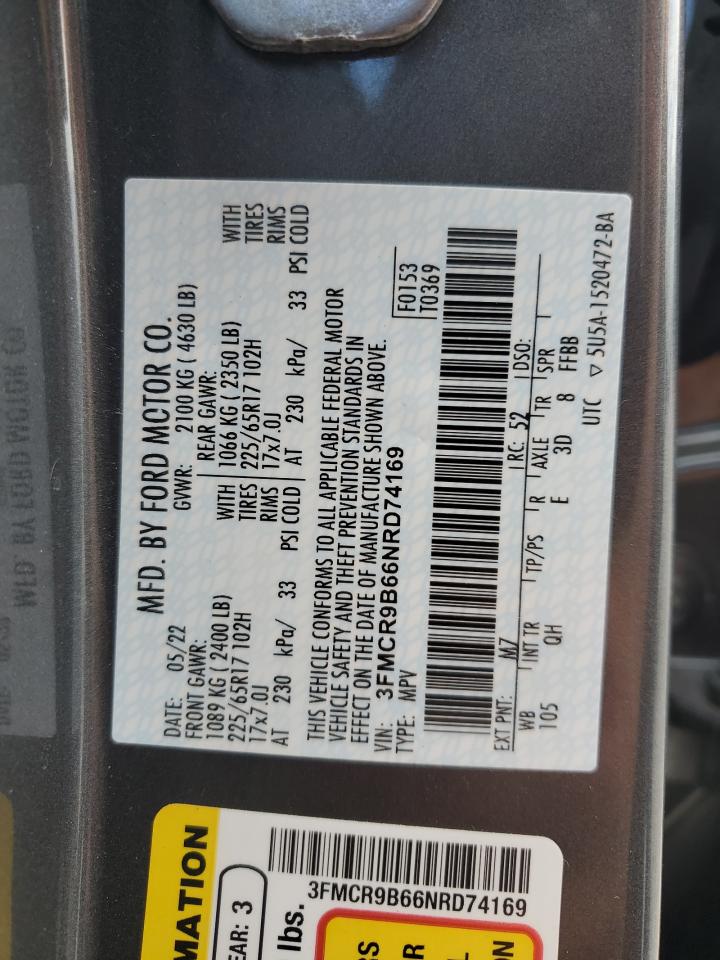 MFD. BY FORD MOTOR CO.
DATE: 05/22 GVWR: 2100 KG ( 4630 LB)
FRONT GAWR: REAR GAWR:
1089 KG ( 2400 LB) WITH 1066 KG ( 2350 LB) WITH
225/65R17 102H TIRES 225/65R17 102H TIRES
17x7.0J RIMS 17x7.0J RIMS
AT 230 kPa/ 33 PSI COLD AT 230 kPa/ 33 PSI COLD
THIS VEHICLE CONFORMS TO ALL APPLICABLE FEDERAL MOTOR
VEHICLE SAFETY AND THEFT PREVENTION STANDARDS IN
EFFECT ON THE DATE OF MANUFACTURE SHOWN ABOVE.
VIN: 3FMCR9B66NRD74169
TYPE: MPV
F0153
T0369
EXT PNT: M7 RC: 52 DSO:
WB INT TR TP/PS R AXLE TR SPR
105 QH E 3D 8 FFBB
UTC ▽ 5U5A-1520472-BA
MATION
EAR: 3
lbs.
3FMCR9B66NRD74169
GS
R
L
ON